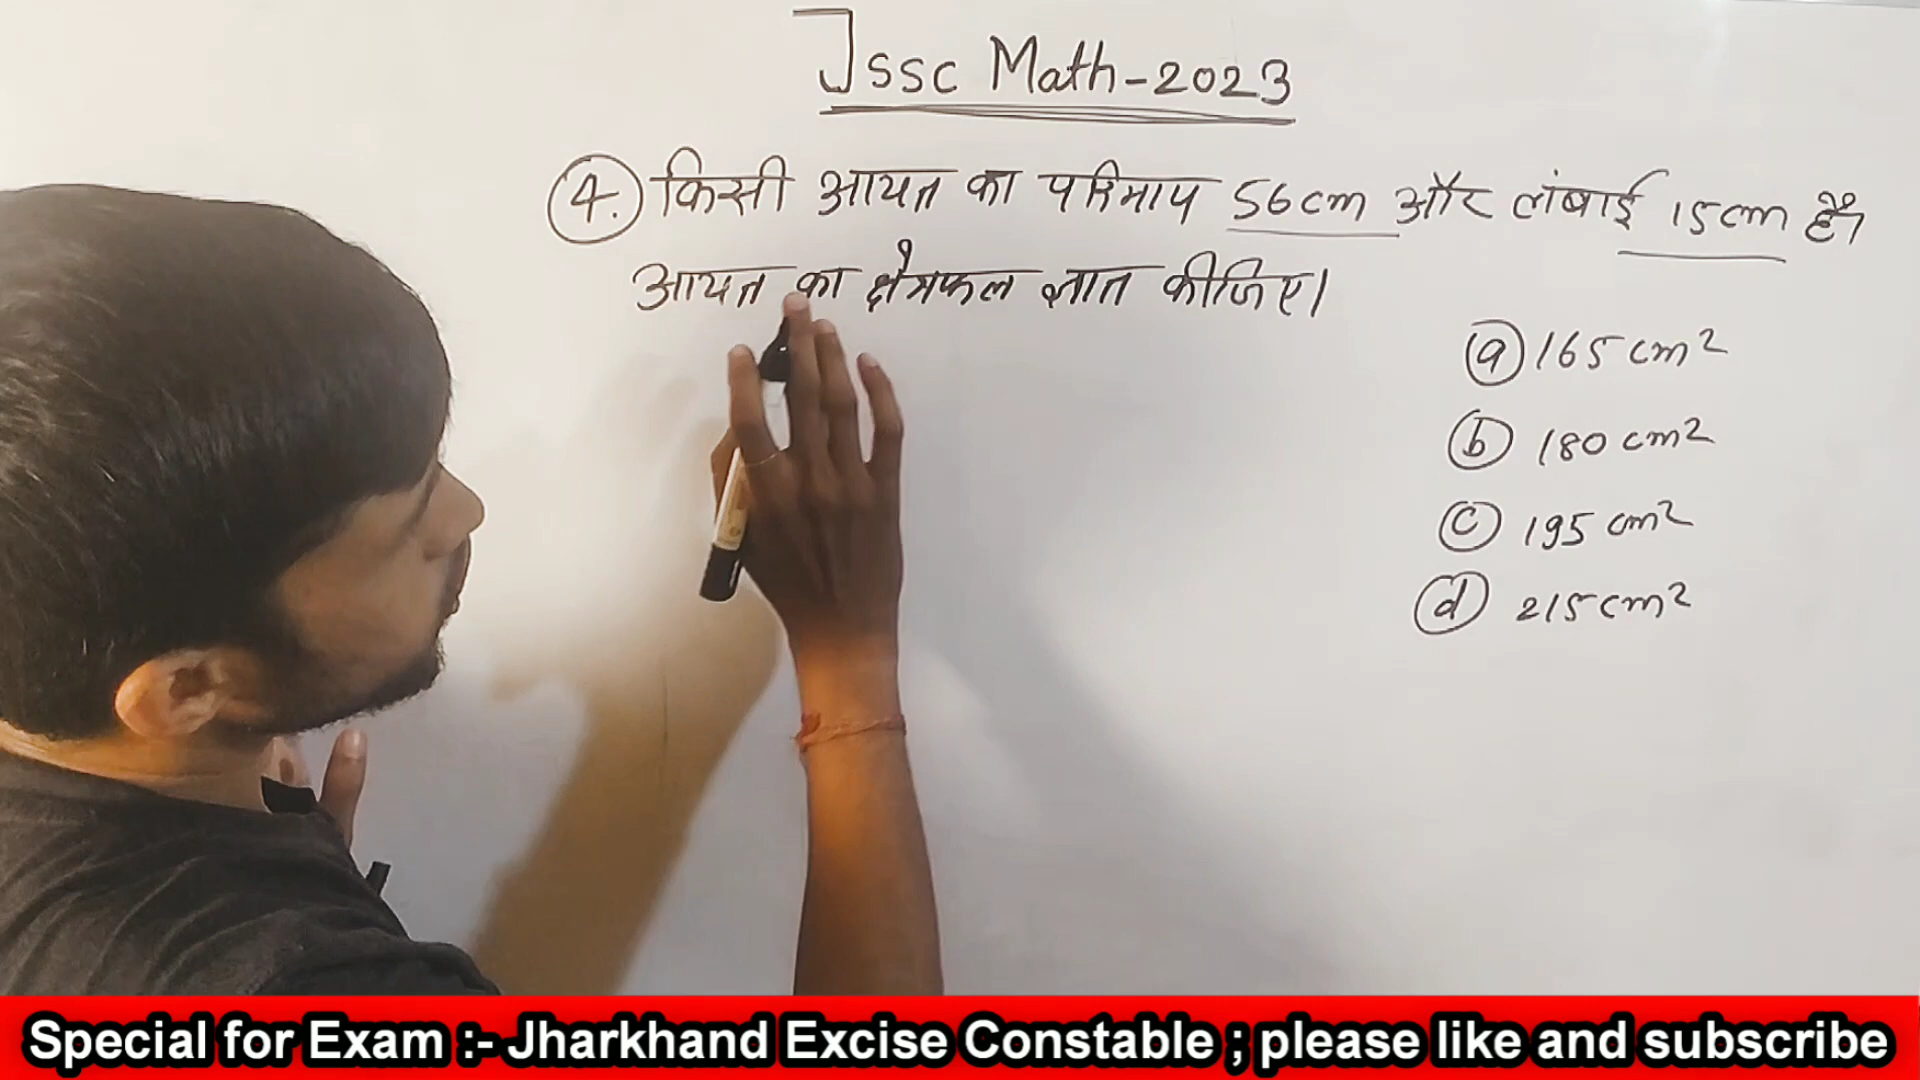 Jssc Math-2023
4. किसी आयत का परिमाप 56cm और लंबाई 15cm है।
आयत का क्षेत्रफल ज्ञात कीजिए।
a 165 cm²
b 180 cm²
c 195 cm²
d 215 cm²
Special for Exam :- Jharkhand Excise Constable ; please like and subscribe